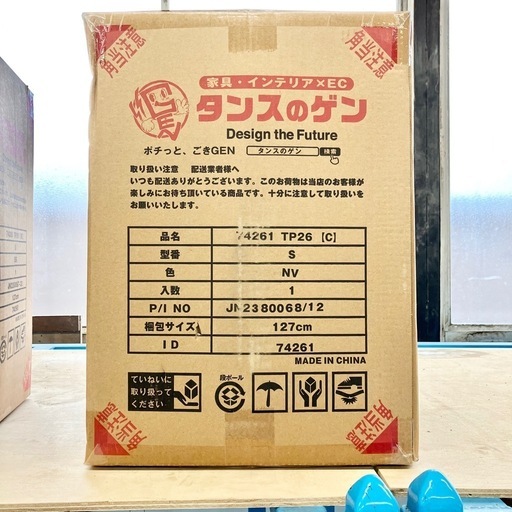 角当注意
角当注意
家具・インテリア×EC
タンスのゲン
Design the Future
ポチっと、ごきGEN タンスのゲン 検索
取り扱い注意 配送業者様へ
いつも配送ありがとうございます。このお荷物は当店のお客様が
楽しみにお待ち頂いている商品です。十分に注意して取り扱いを
お願いいたします。
品名 74261 TP26 [C]
型番 S
色 NV
入数 1
P/I NO JN2380068/12
梱包サイズ 127cm
ID 74261
MADE IN CHINA
ていねいに
取り扱って
ください
段ボール
角当注意
角当注意